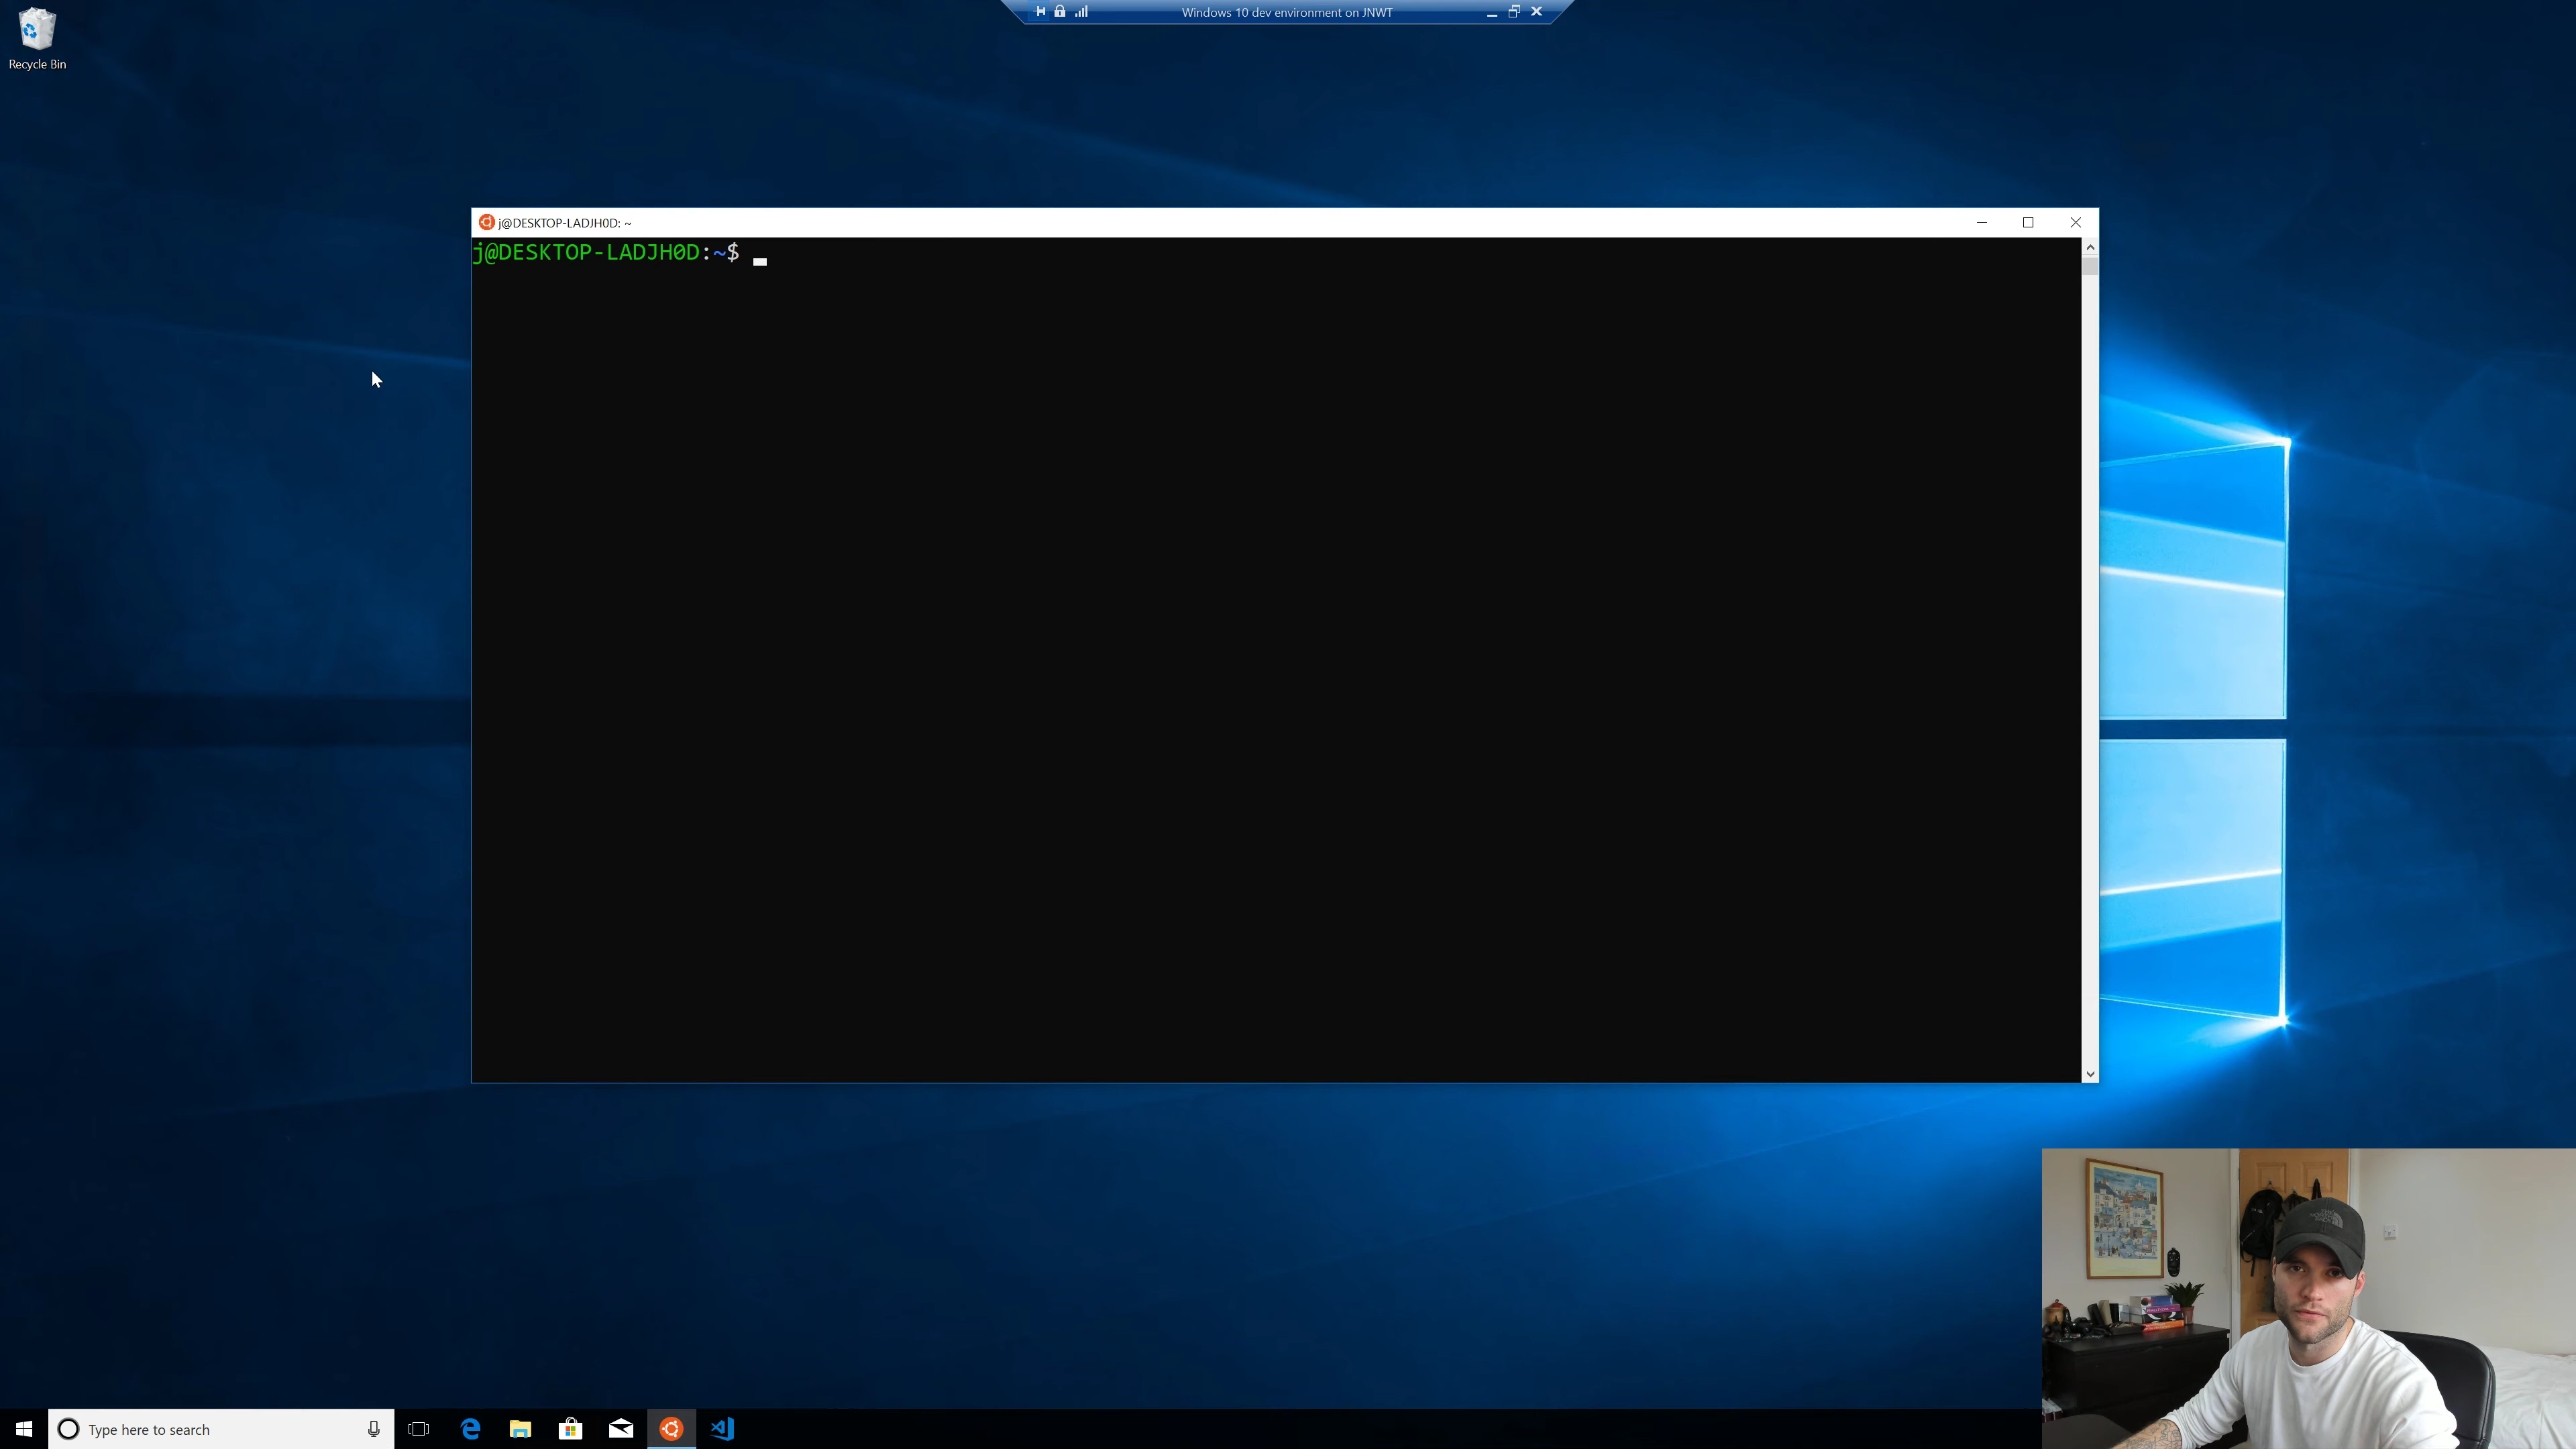 Windows 10 dev environment on JNWT
Recycle Bin
j@DESKTOP-LADJH0D: ~
j@DESKTOP-LADJH0D:~$
Type here to search